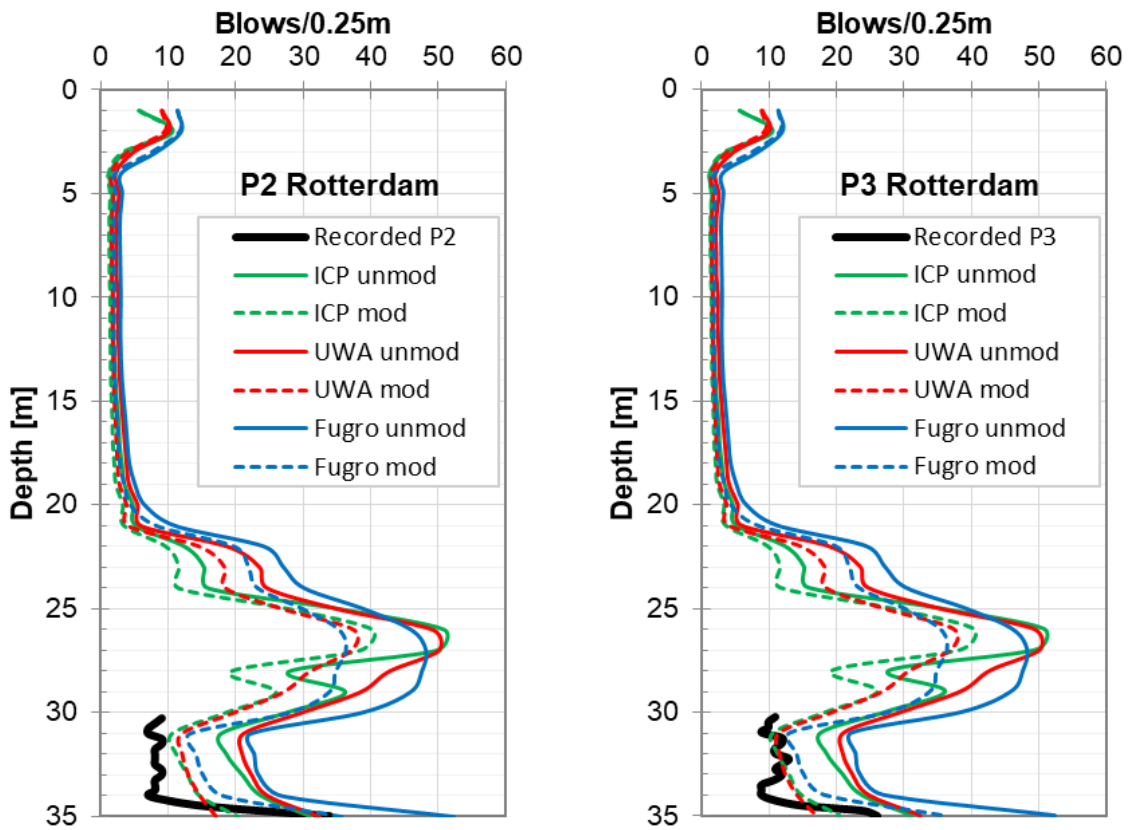 Blows/0.25m
0 10 20 30 40 50 60
0
5
10
15
20
25
30
35
Depth [m]
P2 Rotterdam
Recorded P2
ICP unmod
ICP mod
UWA unmod
UWA mod
Fugro unmod
Fugro mod
Blows/0.25m
0 10 20 30 40 50 60
0
5
10
15
20
25
30
35
Depth [m]
P3 Rotterdam
Recorded P3
ICP unmod
ICP mod
UWA unmod
UWA mod
Fugro unmod
Fugro mod